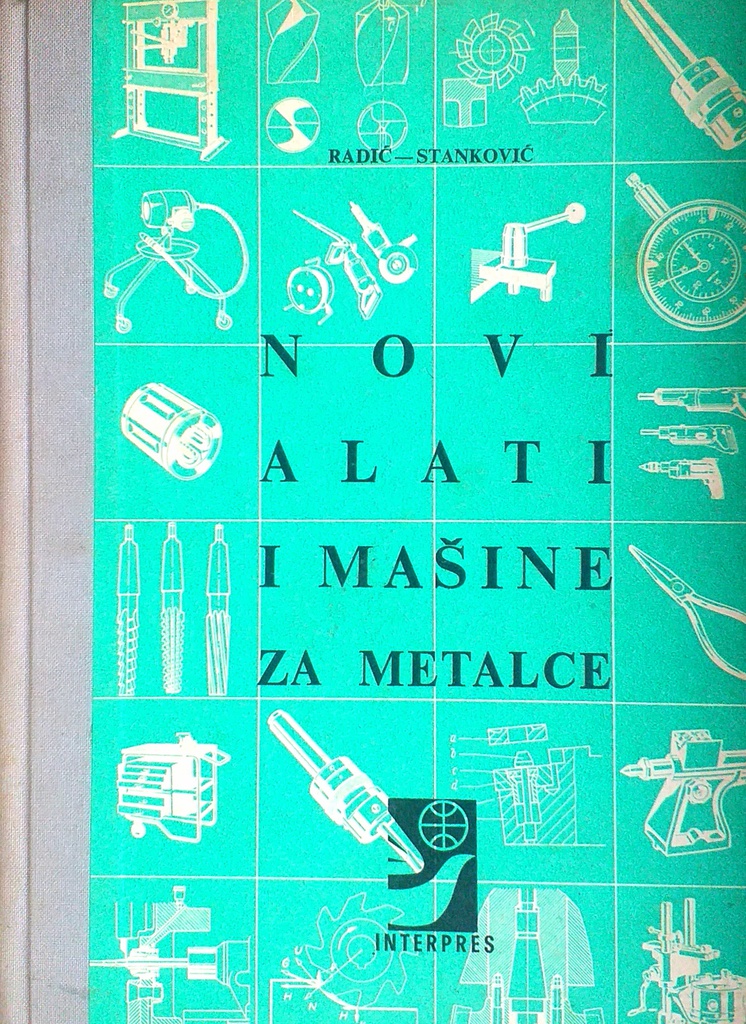 RADIĆ—STANKOVIĆ
NOVI
ALATI
I MAŠINE
ZA METALCE
a
b
c
d
INTERPRES